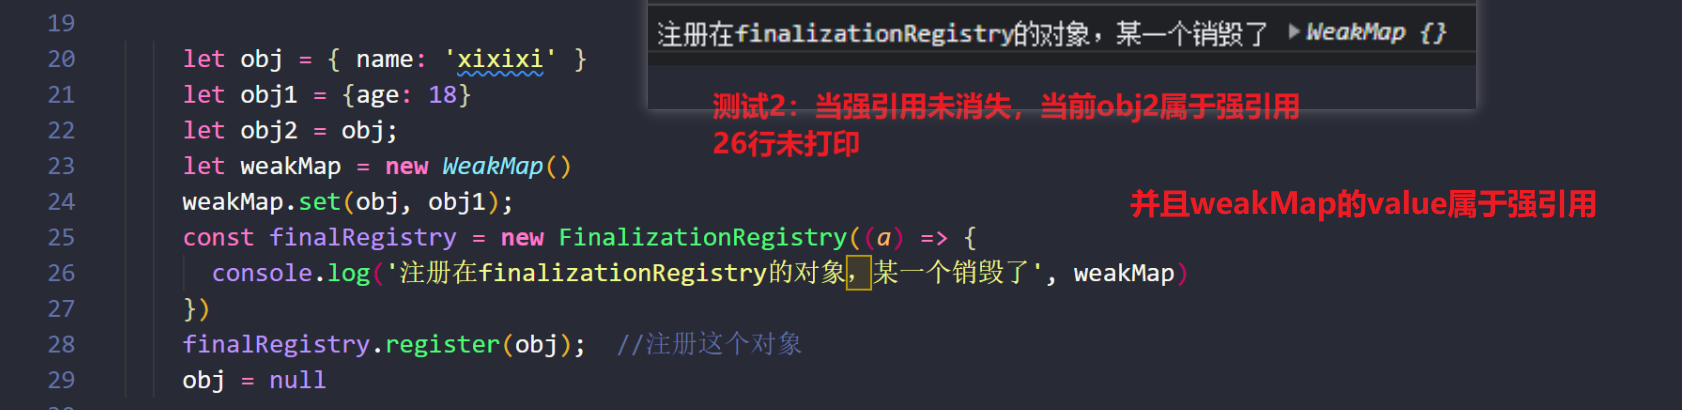 19
20 let obj = { name: 'xixixi' }
21 let obj1 = {age: 18}
22 let obj2 = obj;
23 let weakMap = new WeakMap()
24 weakMap.set(obj, obj1);
25 const finalRegistry = new FinalizationRegistry((a) => {
26 console.log('注册在finalizationRegistry的对象，某一个销毁了', weakMap)
27 })
28 finalRegistry.register(obj); //注册这个对象
29 obj = null
注册在finalizationRegistry的对象，某一个销毁了 ▶WeakMap {}
测试2：当强引用未消失，当前obj2属于强引用
26行未打印
并且weakMap的value属于强引用